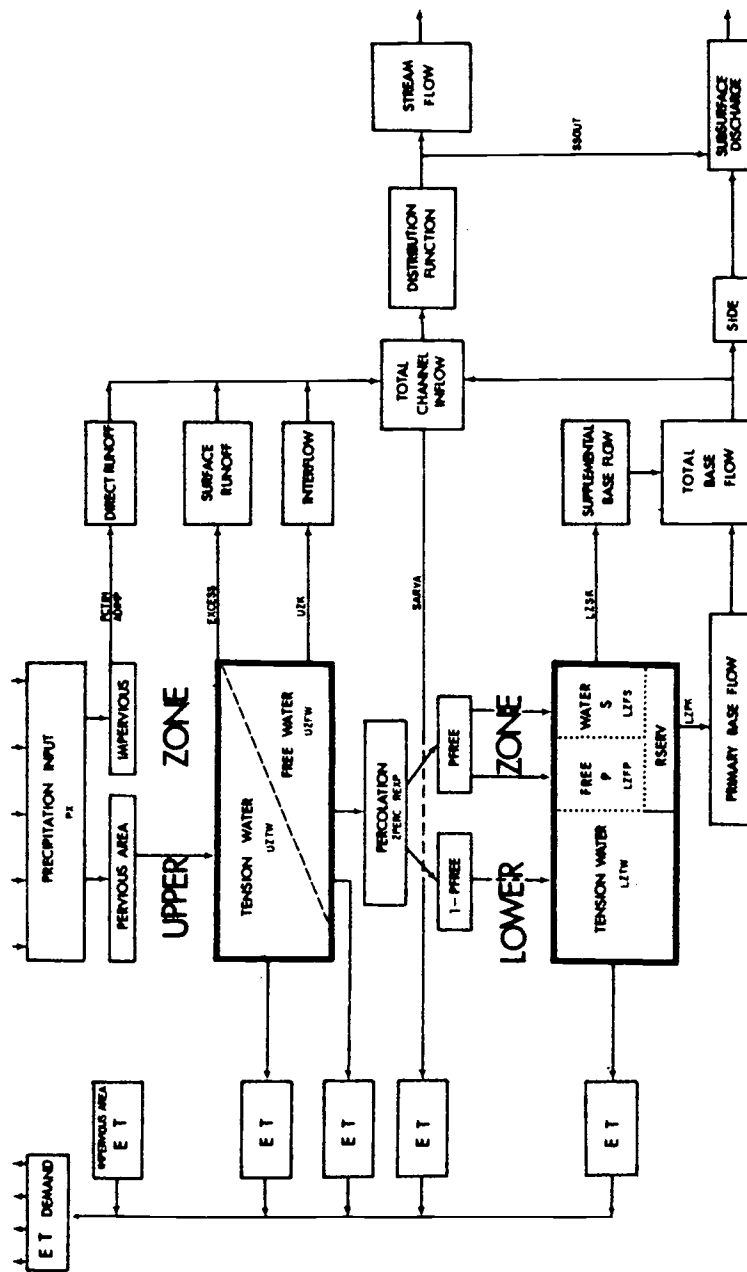 E T DEMAND
PRECIPITATION INPUT
PX
IMPERVIOUS AREA
E T
PERVIOUS AREA
IMPERVIOUS
PCTIM
ADIMP
DIRECT RUNOFF
UPPER
ZONE
E T
TENSION WATER
UZTW
FREE WATER
UZFW
EXCESS
SURFACE
RUNOFF
UZK
INTERFLOW
E T
PERCOLATION
ZPERC REXP
E T
SARVA
TOTAL
CHANNEL
INFLOW
DISTRIBUTION
FUNCTION
STREAM
FLOW
1-PFREE
PFREE
LOWER
ZONE
SSOUT
E T
TENSION WATER
LZTW
FREE
P
LZFP
WATER
S
LZFS
RSERV
LZSK
SUPPLEMENTAL
BASE FLOW
LZPK
PRIMARY BASE FLOW
TOTAL
BASE
FLOW
SIDE
SUBSURFACE
DISCHARGE